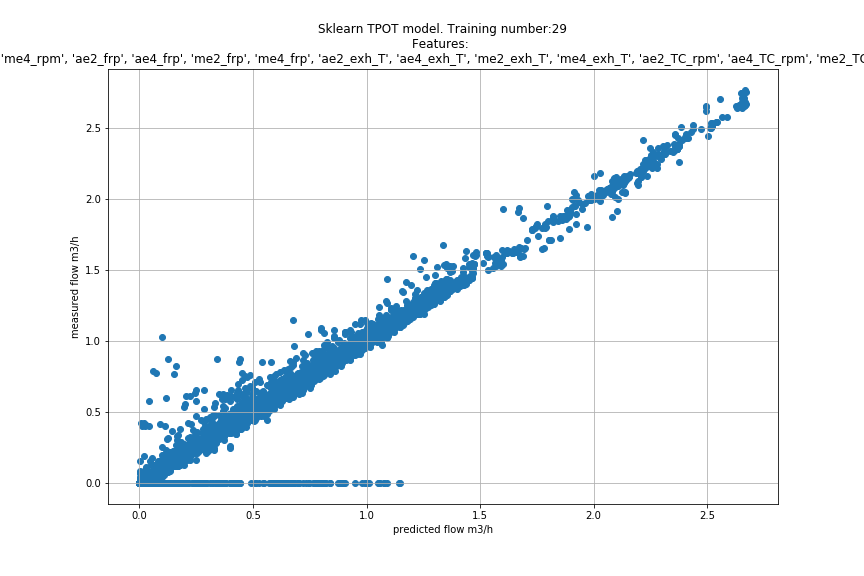 Sklearn TPOT model. Training number:29
Features:
'me4_rpm', 'ae2_frp', 'ae4_frp', 'me2_frp', 'me4_frp', 'ae2_exh_T', 'ae4_exh_T', 'me2_exh_T', 'me4_exh_T', 'ae2_TC_rpm', 'ae4_TC_rpm', 'me2_TC
measured flow m3/h
2.5
2.0
1.5
1.0
0.5
0.0
0.0 0.5 1.0 1.5 2.0 2.5
predicted flow m3/h